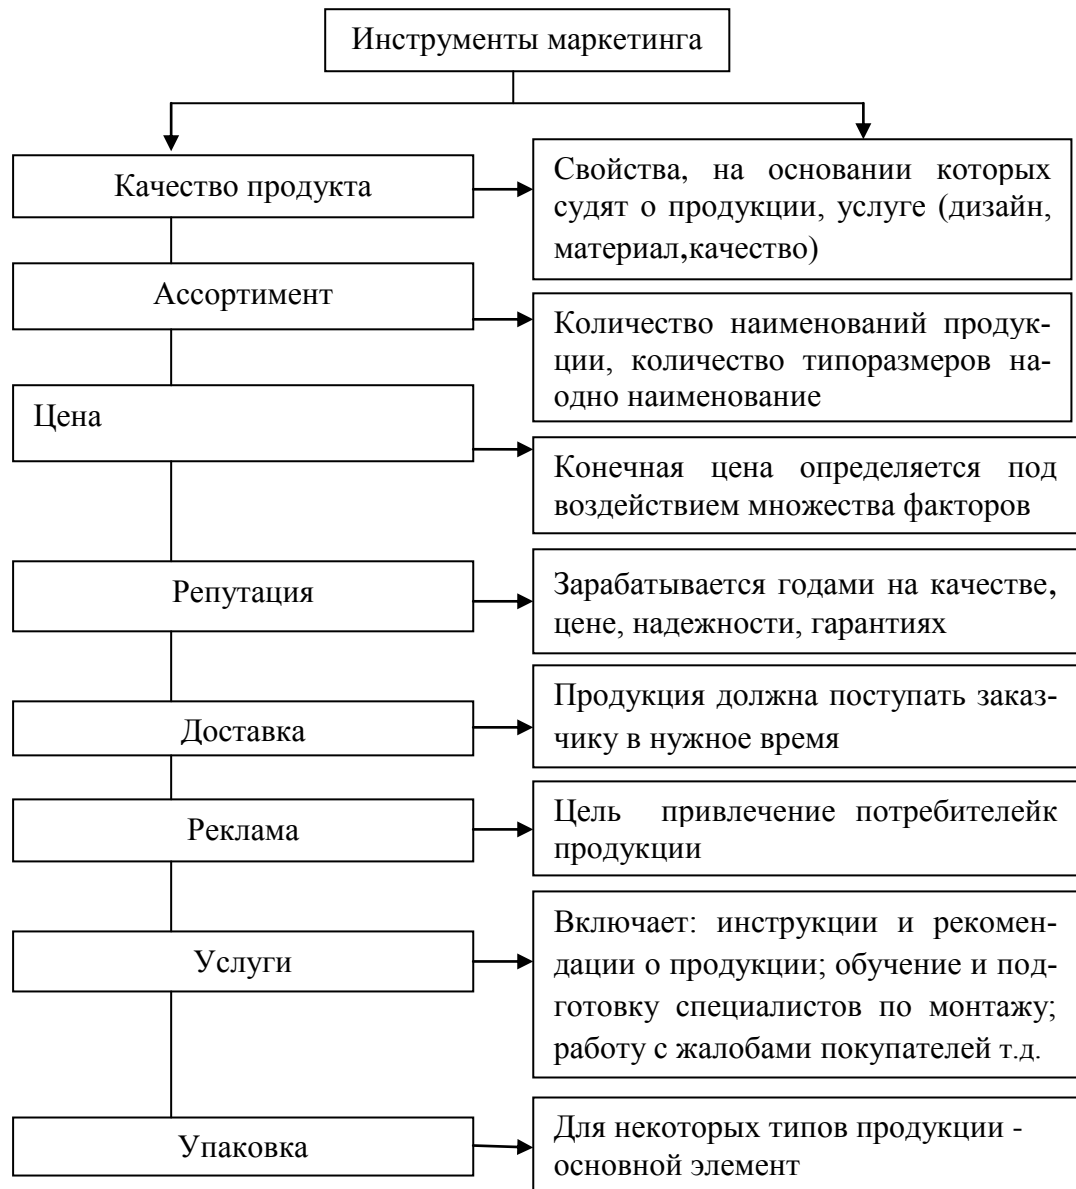 Инструменты маркетинга
Качество продукта
Свойства, на основании которых
судят о продукции, услуге (дизайн,
материал,качество)
Ассортимент
Количество наименований продук-
ции, количество типоразмеров на-
одно наименование
Цена
Конечная цена определяется под
воздействием множества факторов
Репутация
Зарабатывается годами на качестве,
цене, надежности, гарантиях
Доставка
Продукция должна поступать заказ-
чику в нужное время
Реклама
Цель привлечение потребителейк
продукции
Услуги
Включает: инструкции и рекомен-
дации о продукции; обучение и под-
готовку специалистов по монтажу;
работу с жалобами покупателей т.д.
Упаковка
Для некоторых типов продукции -
основной элемент